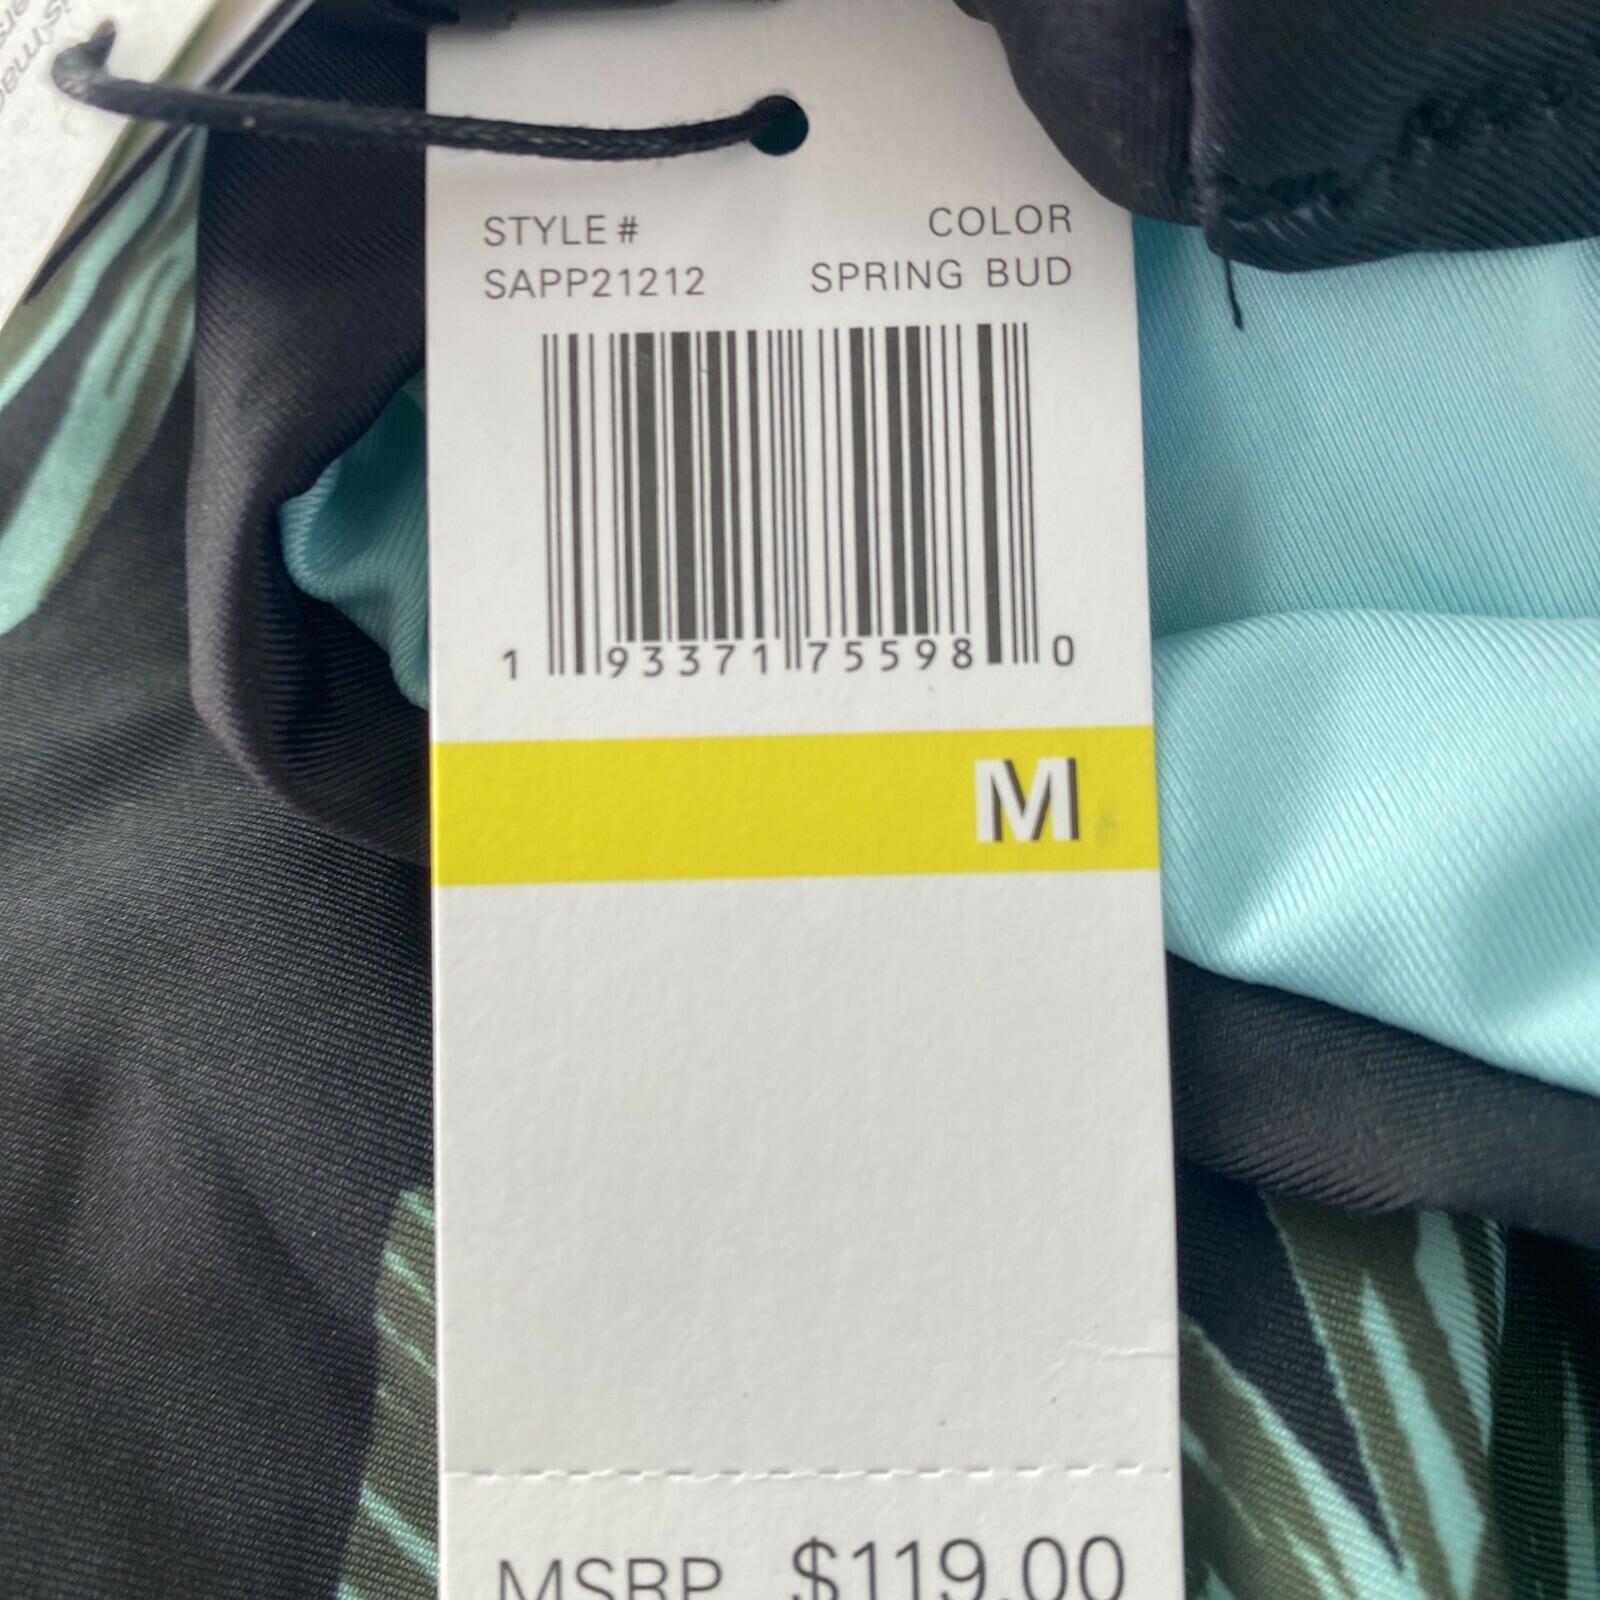 STYLE #
SAPP21212
COLOR
SPRING BUD
1 93371 75598 0
M
MSRP $119.00